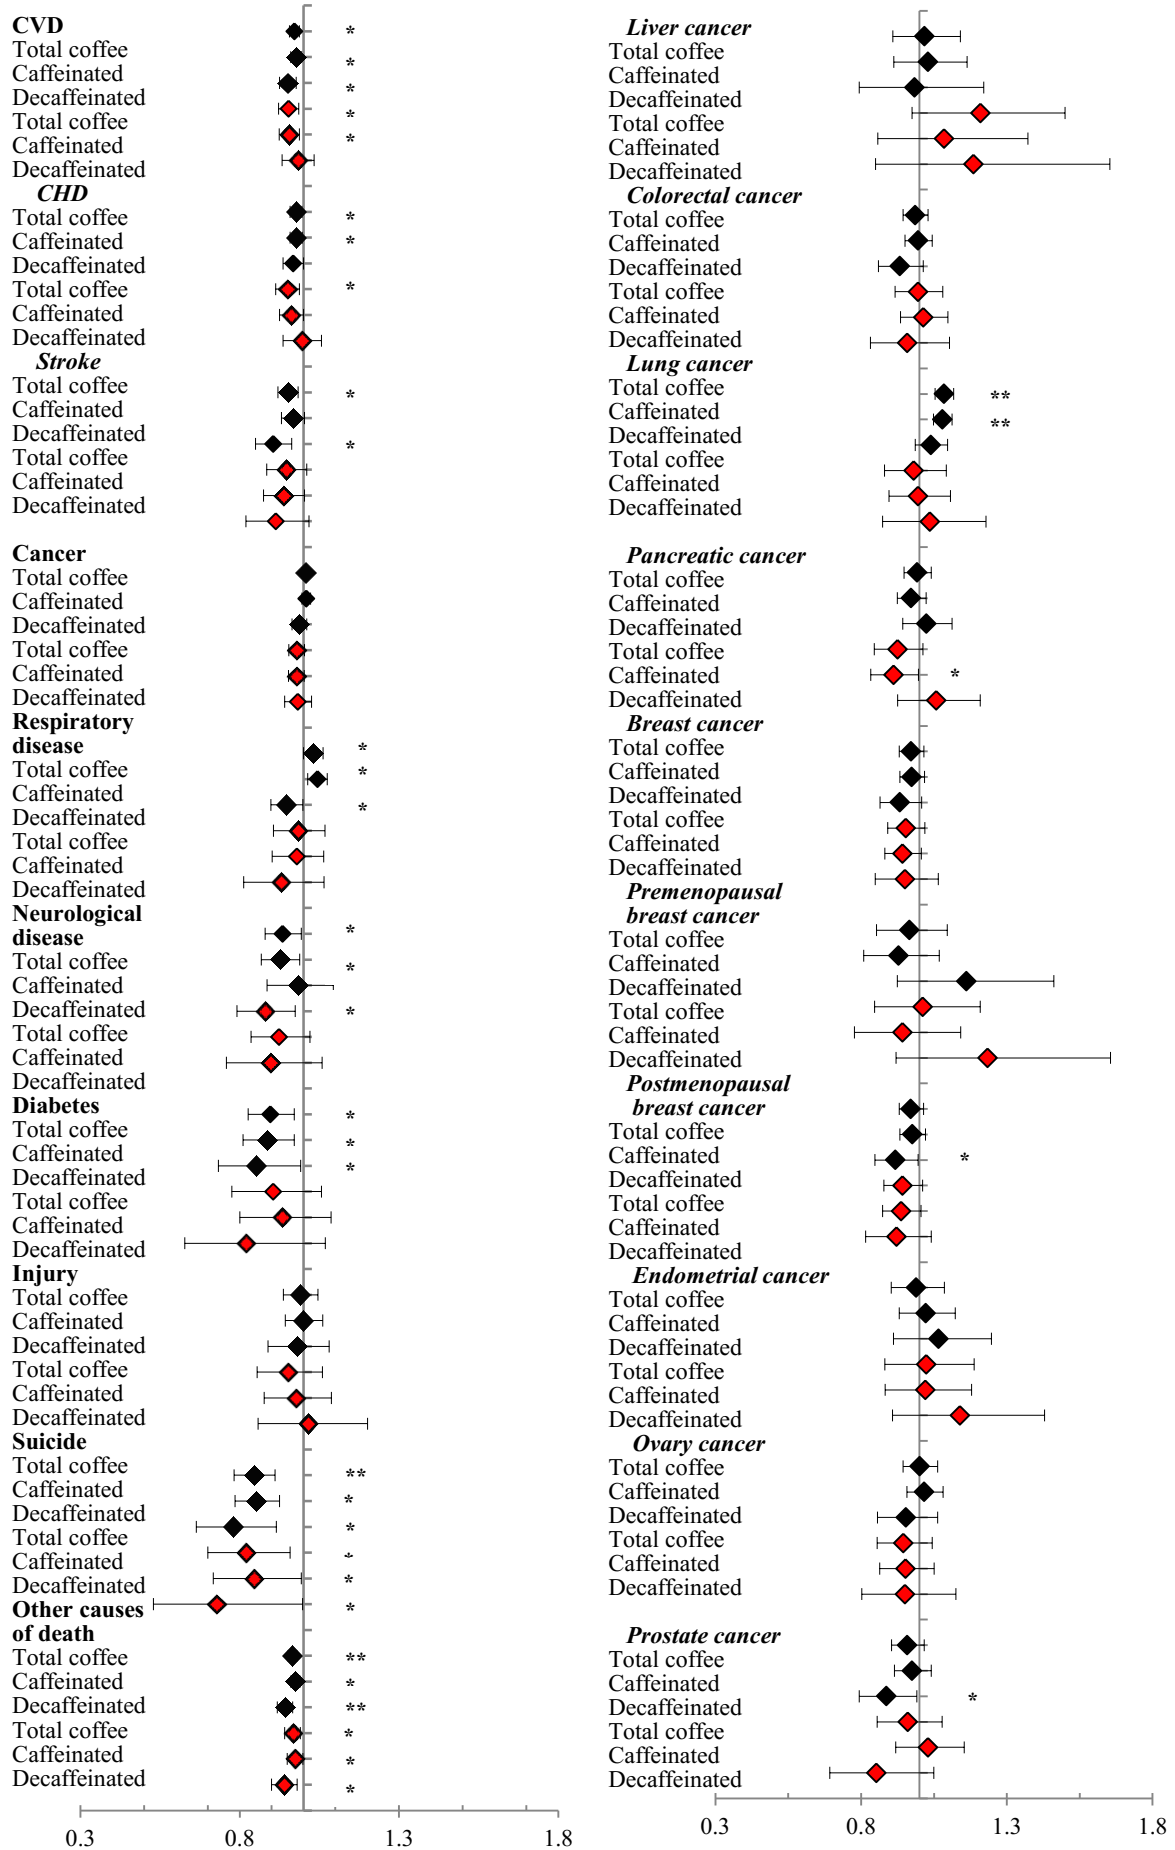 CVD
Total coffee
*
Caffeinated
*
Decaffeinated
*
Total coffee
*
Caffeinated
*
Decaffeinated
CHD
Total coffee
*
Caffeinated
*
Decaffeinated
Total coffee
*
Caffeinated
Decaffeinated
Stroke
Total coffee
*
Caffeinated
Decaffeinated
*
Total coffee
Caffeinated
Decaffeinated
Cancer
Total coffee
Caffeinated
Decaffeinated
Total coffee
Caffeinated
Decaffeinated
Respiratory
disease
*
Total coffee
*
Caffeinated
*
Decaffeinated
Total coffee
Caffeinated
Decaffeinated
Neurological
disease
*
Total coffee
*
Caffeinated
Decaffeinated
*
Total coffee
Caffeinated
Decaffeinated
Diabetes
*
Total coffee
*
Caffeinated
*
Decaffeinated
Total coffee
Caffeinated
Decaffeinated
Injury
Total coffee
Caffeinated
Decaffeinated
Total coffee
Caffeinated
Decaffeinated
Suicide
Total coffee
**
Caffeinated
*
Decaffeinated
*
Total coffee
*
Caffeinated
*
Decaffeinated
*
Other causes
of death
Total coffee
**
Caffeinated
*
Decaffeinated
**
Total coffee
*
Caffeinated
*
Decaffeinated
*
0.3 0.8 1.3 1.8
Liver cancer
Total coffee
Caffeinated
Decaffeinated
Total coffee
Caffeinated
Decaffeinated
Colorectal cancer
Total coffee
Caffeinated
Decaffeinated
Total coffee
Caffeinated
Decaffeinated
Lung cancer
Total coffee
**
Caffeinated
**
Decaffeinated
Total coffee
Caffeinated
Decaffeinated
Pancreatic cancer
Total coffee
Caffeinated
Decaffeinated
Total coffee
Caffeinated
*
Decaffeinated
Breast cancer
Total coffee
Caffeinated
Decaffeinated
Total coffee
Caffeinated
Decaffeinated
Premenopausal
breast cancer
Total coffee
Caffeinated
Decaffeinated
Total coffee
Caffeinated
Decaffeinated
Postmenopausal
breast cancer
Total coffee
Caffeinated
*
Decaffeinated
Total coffee
Caffeinated
Decaffeinated
Endometrial cancer
Total coffee
Caffeinated
Decaffeinated
Total coffee
Caffeinated
Decaffeinated
Ovary cancer
Total coffee
Caffeinated
Decaffeinated
Total coffee
Caffeinated
Decaffeinated
Prostate cancer
Total coffee
Caffeinated
*
Decaffeinated
Total coffee
Caffeinated
Decaffeinated
0.3 0.8 1.3 1.8